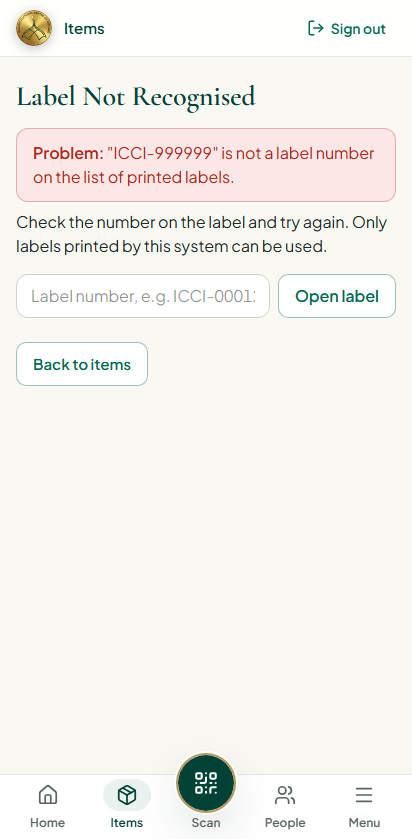 Items
Sign out
Label Not Recognised
Problem: "ICCI-999999" is not a label number
on the list of printed labels.
Check the number on the label and try again. Only
labels printed by this system can be used.
Label number, e.g. ICCI-0001
Open label
Back to items
Home
Items
Scan
People
Menu